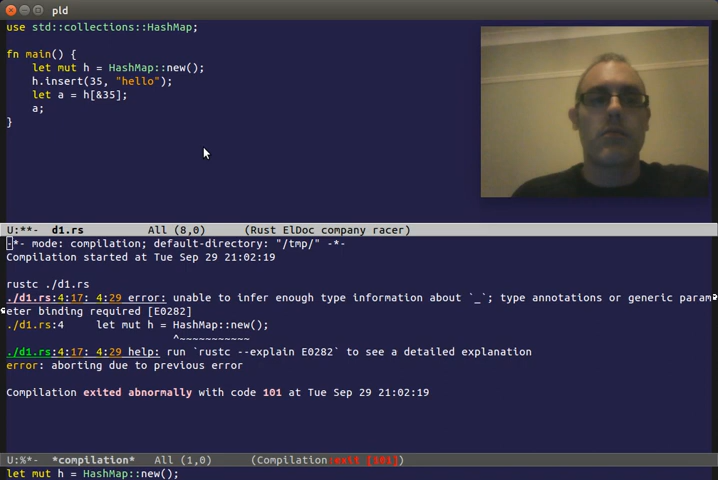 pld
use std::collections::HashMap;
fn main() {
let mut h = HashMap::new();
h.insert(35, "hello");
let a = h[&35];
a;
}
U:**-  d1.rs          All (8,0)      (Rust ElDoc company racer)
-*- mode: compilation; default-directory: "/tmp/" -*-
Compilation started at Tue Sep 29 21:02:19
rustc ./d1.rs
./d1.rs:4:17: 4:29 error: unable to infer enough type information about `_`; type annotations or generic param
eter binding required [E0282]
./d1.rs:4     let mut h = HashMap::new();
^~~~~~~~~~~~
./d1.rs:4:17: 4:29 help: run `rustc --explain E0282` to see a detailed explanation
error: aborting due to previous error
Compilation exited abnormally with code 101 at Tue Sep 29 21:02:19
U:%*-  *compilation*   All (1,0)      (Compilation:exit [101])
let mut h = HashMap::new();